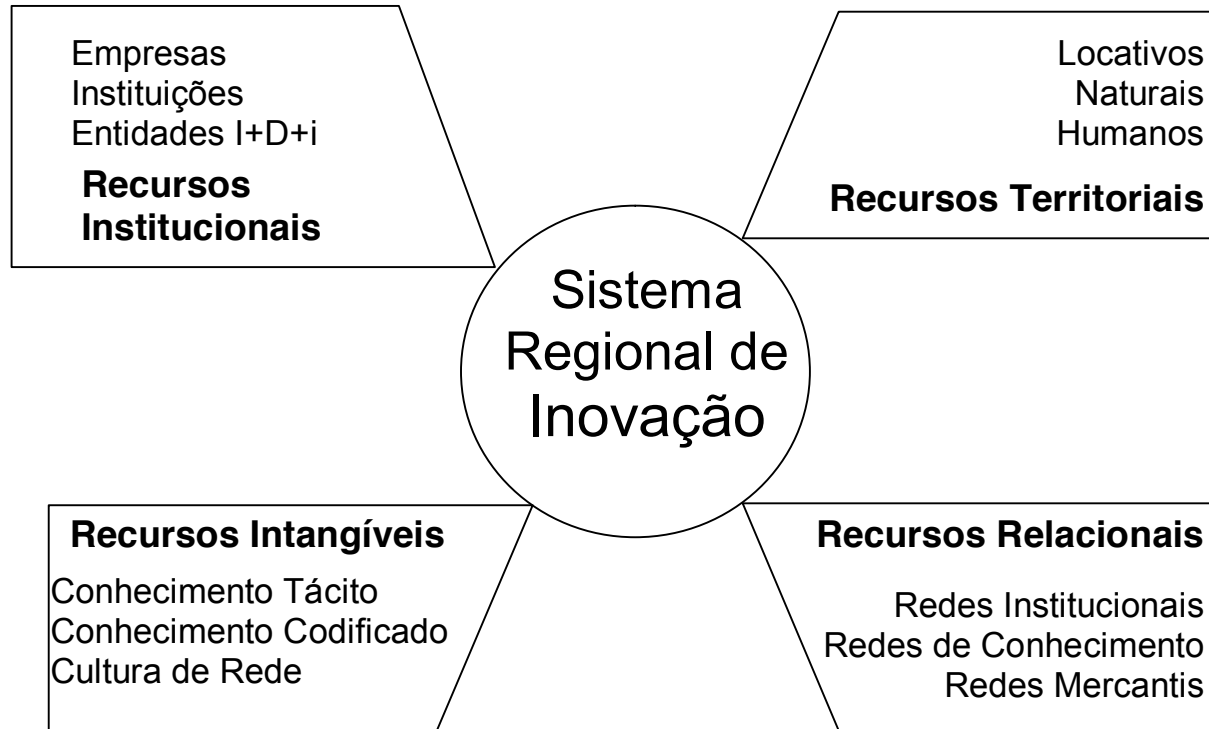 Empresas
Instituições
Entidades I+D+i
Recursos
Institucionais
Locativos
Naturais
Humanos
Recursos Territoriais
Sistema
Regional de
Inovação
Recursos Intangíveis
Conhecimento Tácito
Conhecimento Codificado
Cultura de Rede
Recursos Relacionais
Redes Institucionais
Redes de Conhecimento
Redes Mercantis